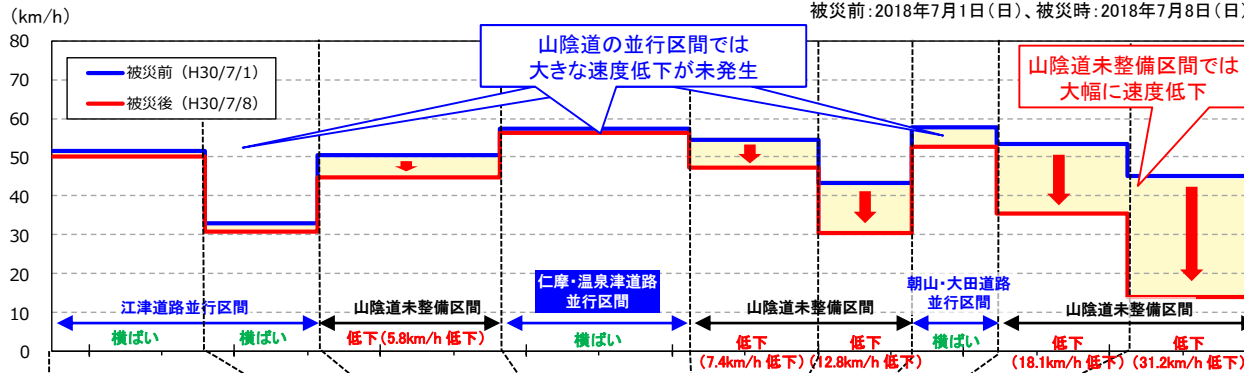 (km/h)
被災前:2018年7月1日(日)、被災時:2018年7月8日(日)
80
70
60
50
40
30
20
10
0
被災前（H30/7/1）
被災後（H30/7/8）
山陰道の並行区間では
大きな速度低下が未発生
山陰道未整備区間では
大幅に速度低下
江津道路並行区間
山陰道未整備区間
仁摩・温泉津道路
並行区間
山陰道未整備区間
朝山・大田道路
並行区間
山陰道未整備区間
横ばい
横ばい
低下(5.8km/h 低下)
横ばい
低下
(7.4km/h 低下)
低下
(12.8km/h 低下)
横ばい
低下
(18.1km/h 低下)
低下
(31.2km/h 低下)